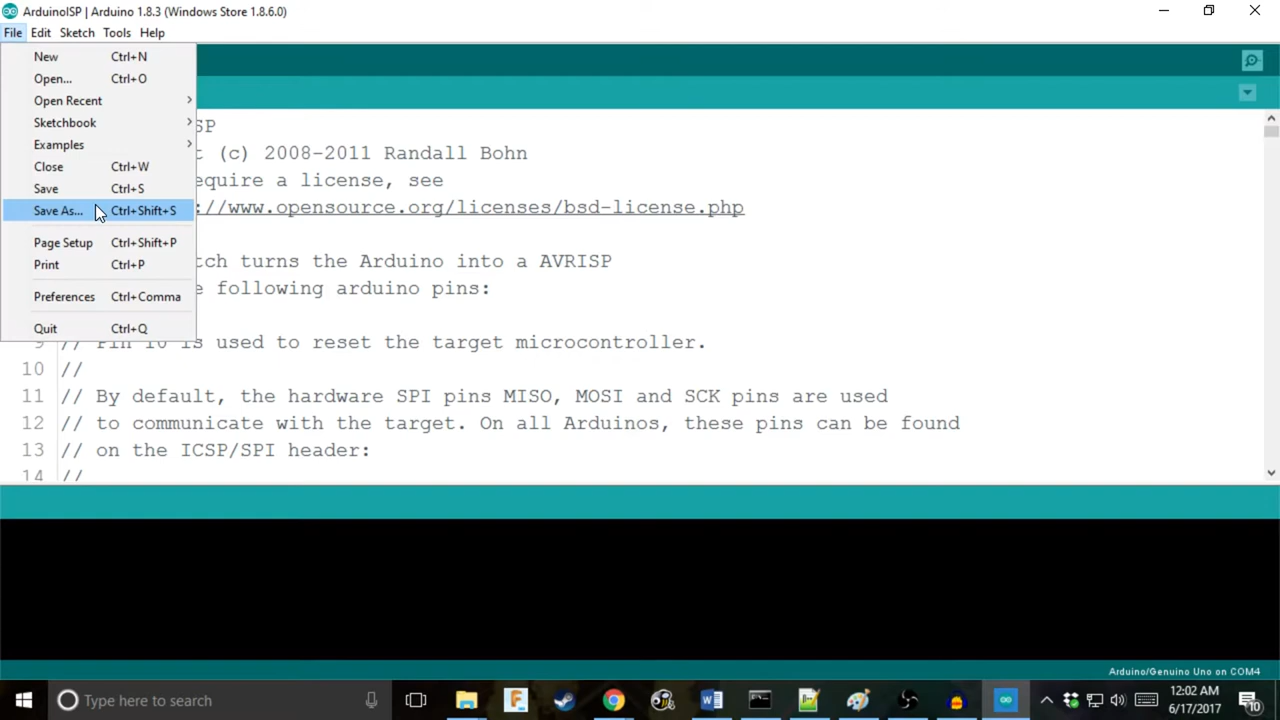 ArduinoISP | Arduino 1.8.3 (Windows Store 1.8.6.0)
File Edit Sketch Tools Help
New Ctrl+N
Open... Ctrl+O
Open Recent
Sketchbook
Examples
Close Ctrl+W
Save Ctrl+S
Save As... Ctrl+Shift+S
Page Setup Ctrl+Shift+P
Print Ctrl+P
Preferences Ctrl+Comma
Quit Ctrl+Q
SP
t (c) 2008-2011 Randall Bohn
equire a license, see
://www.opensource.org/licenses/bsd-license.php
tch turns the Arduino into a AVRISP
e following arduino pins:
9 // Pin 10 is used to reset the target microcontroller.
10 //
11 // By default, the hardware SPI pins MISO, MOSI and SCK pins are used
12 // to communicate with the target. On all Arduinos, these pins can be found
13 // on the ICSP/SPI header:
14 //
Arduino/Genuino Uno on COM4
Type here to search
12:02 AM
6/17/2017
10